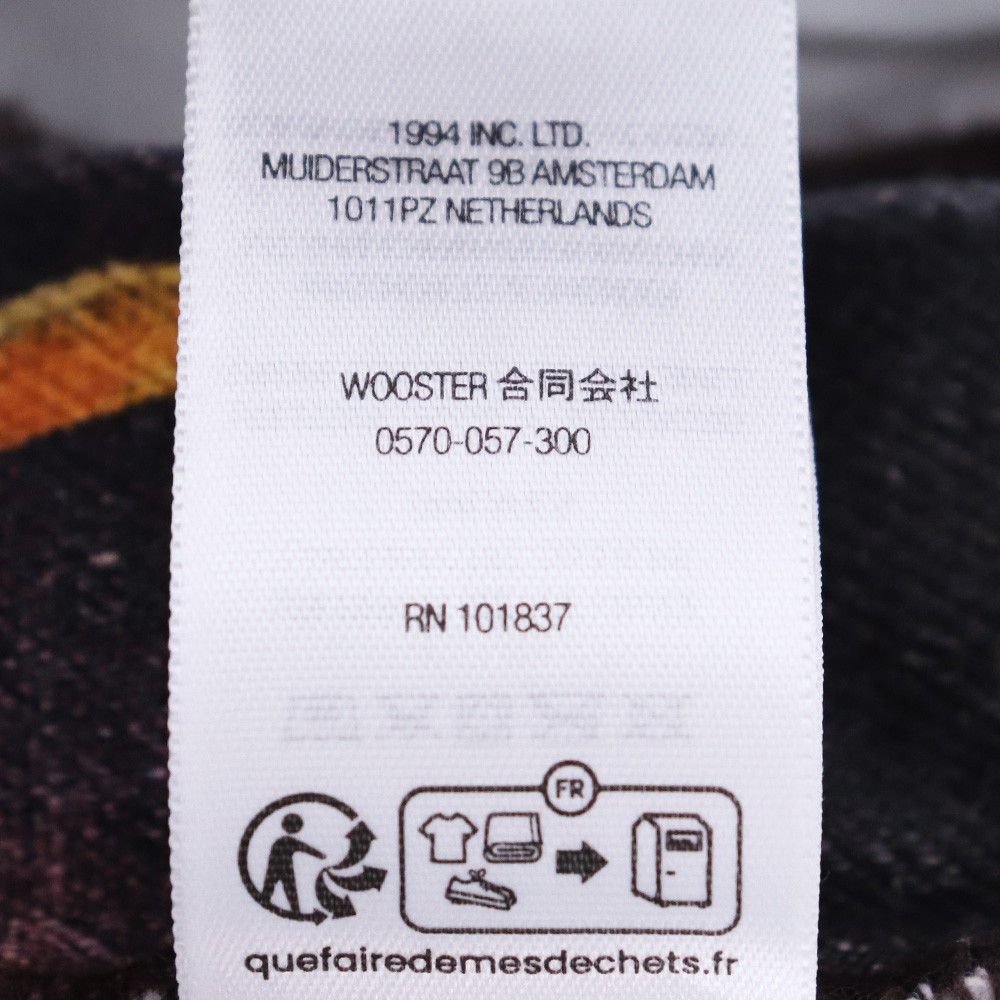 1994 INC. LTD.
MUIDERSTRAAT 9B AMSTERDAM
1011PZ NETHERLANDS
WOOSTER 合同会社
0570-057-300
RN 101837
FR
quefairedemesdechets.fr